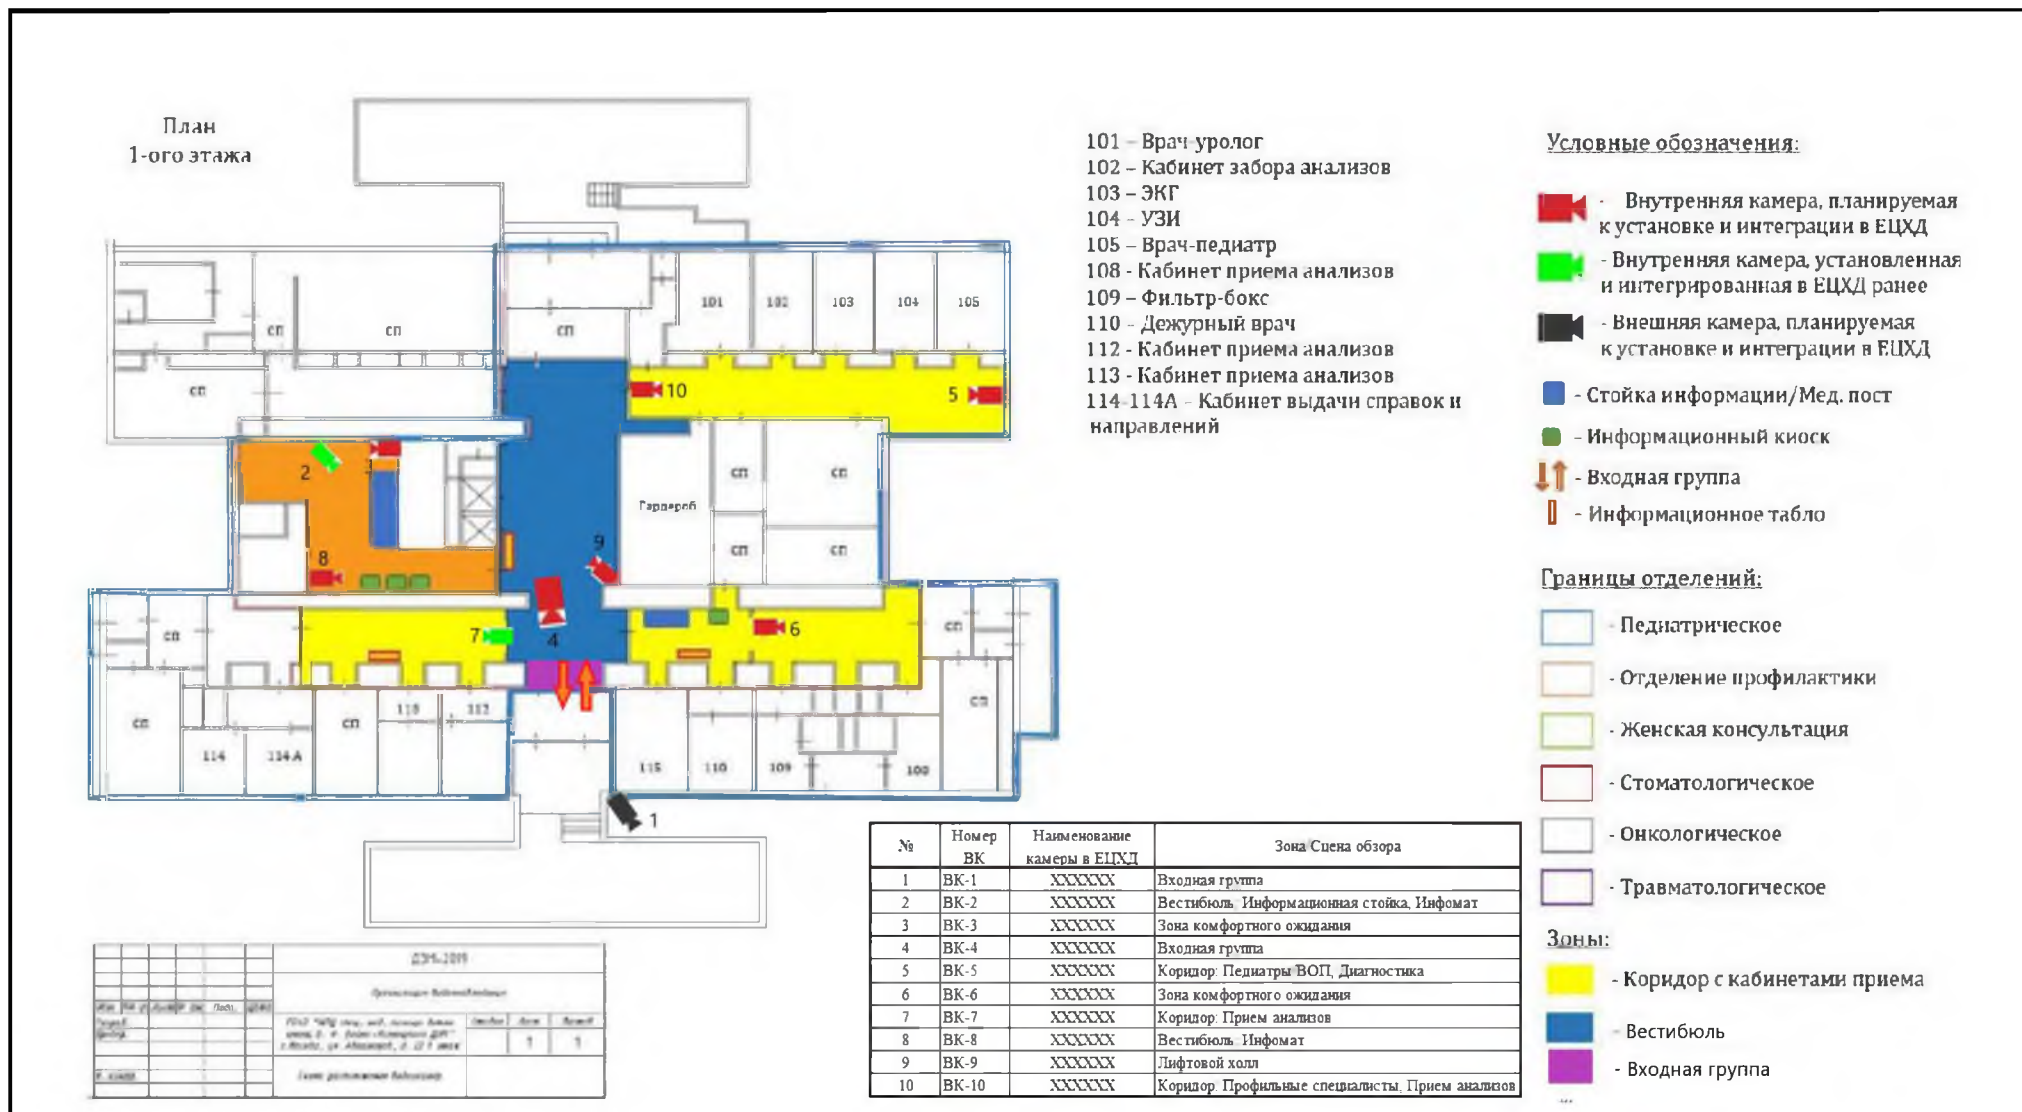 План
1-ого этажа
101 – Врач-уролог
102 – Кабинет забора анализов
103 – ЭКГ
104 – УЗИ
105 – Врач-педиатр
108 - Кабинет приема анализов
109 – Фильтр-бокс
110 – Дежурный врач
112 - Кабинет приема анализов
113 - Кабинет приема анализов
114-114А - Кабинет выдачи справок и
направлений
Условные обозначения:
- Внутренняя камера, планируемая
к установке и интеграции в ЕЦХД
- Внутренняя камера, установленная
и интегрированная в ЕЦХД ранее
- Внешняя камера, планируемая
к установке и интеграции в ЕЦХД
- Стойка информации/Мед. пост
- Информационный киоск
- Входная группа
- Информационное табло
Границы отделений:
- Педиатрическое
- Отделение профилактики
- Женская консультация
- Стоматологическое
- Онкологическое
- Травматологическое
Зоны:
- Коридор с кабинетами приема
- Вестибюль
- Входная группа
101 102 103 104 105
сп сп сп
сп
10 5
2
сп сп
Гардероб
сп сп
8 9
7 4 6
сп сп
сп сп 112 сп
114 114А 115 110 109
1
№ Номер ВК Наименование камеры в ЕЦХД Зона Сцена обзора
1 ВК-1 XXXXXX Входная группа
2 ВК-2 XXXXXX Вестибюль: Информационная стойка, Инфомат
3 ВК-3 XXXXXX Зона комфортного ожидания
4 ВК-4 XXXXXX Входная группа
5 ВК-5 XXXXXX Коридор: Педиатры ВОП, Диагностика
6 ВК-6 XXXXXX Зона комфортного ожидания
7 ВК-7 XXXXXX Коридор: Прием анализов
8 ВК-8 XXXXXX Вестибюль: Инфомат
9 ВК-9 XXXXXX Лифтовой холл
10 ВК-10 XXXXXX Коридор: Профильные специалисты, Прием анализов
1 1